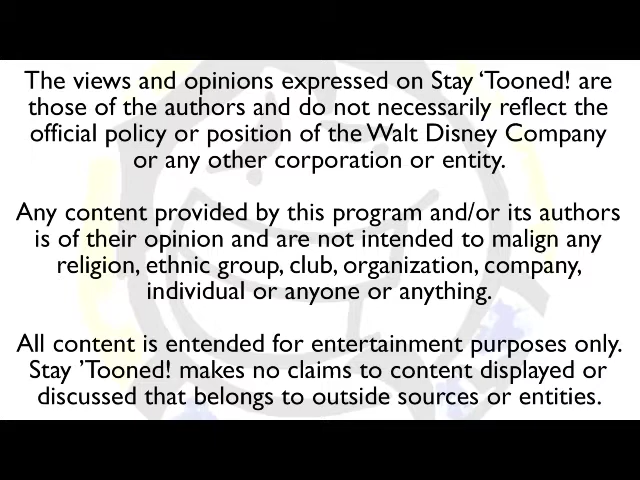 The views and opinions expressed on Stay ‘Tooned! are
those of the authors and do not necessarily reflect the
official policy or position of the Walt Disney Company
or any other corporation or entity.
Any content provided by this program and/or its authors
is of their opinion and are not intended to malign any
religion, ethnic group, club, organization, company,
individual or anyone or anything.
All content is entended for entertainment purposes only.
Stay ’Tooned! makes no claims to content displayed or
discussed that belongs to outside sources or entities.